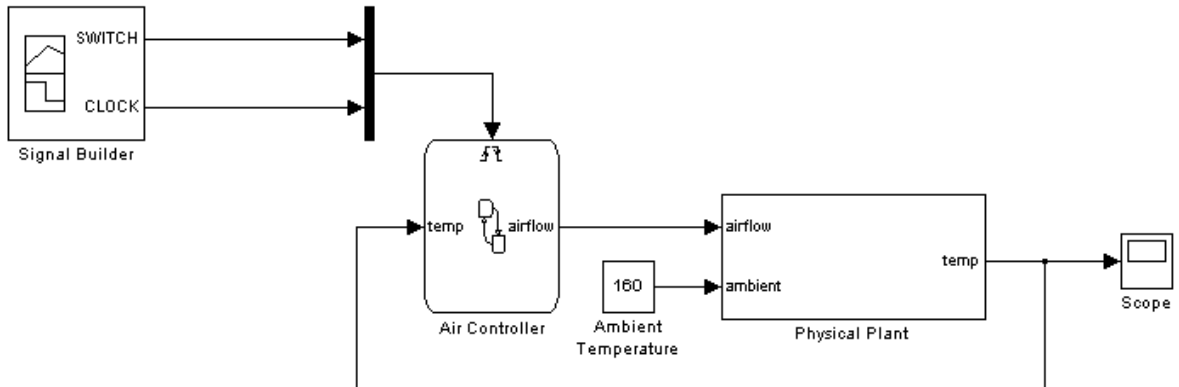 SWITCH
CLOCK
Signal Builder
temp
airflow
Air Controller
160
Ambient
Temperature
airflow
ambient
temp
Physical Plant
Scope